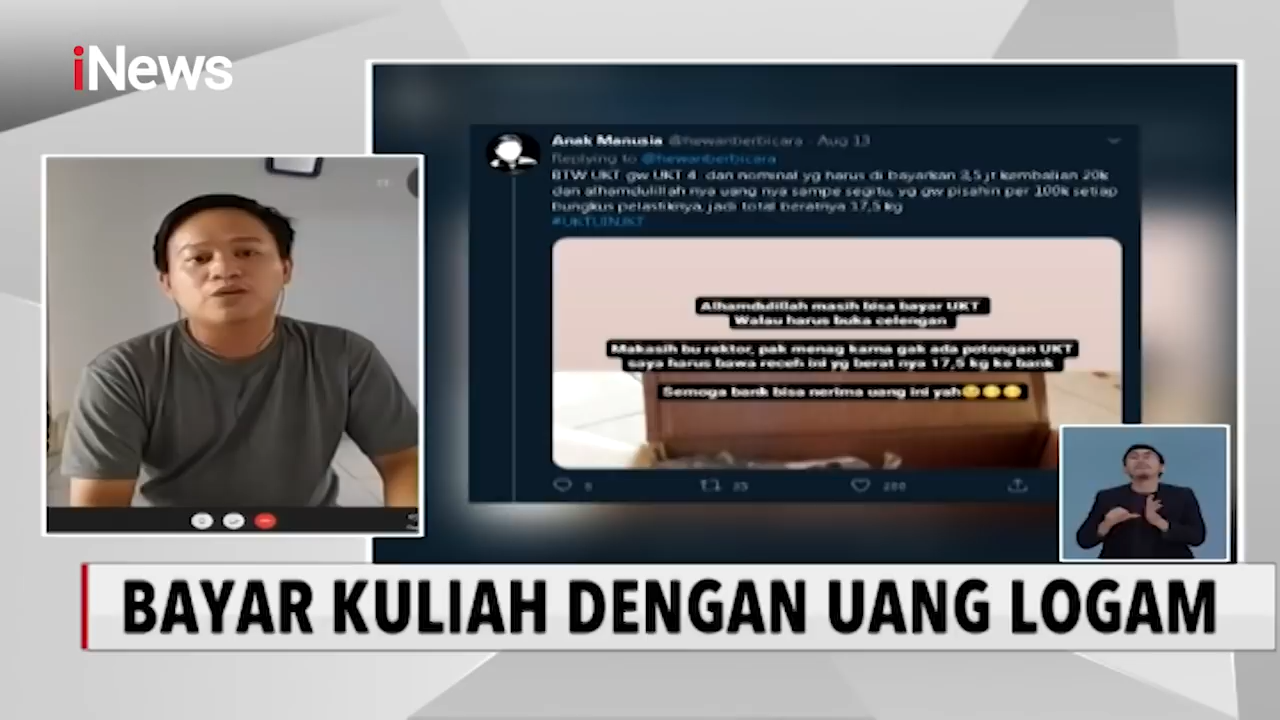 iNews
Anak Manusia @hewanberbicara · Aug 13
Replying to @hewanberbicara
BTW UKT gw UKT 4 dan nominal yg harus di bayarkan 3,5 jt kembalian 20k
dan alhamdulillah nya uang nya sampe segitu, yg gw pisahin per 100k setiap
bungkus pelastiknya, jadi total beratnya 17,5 kg
#UKTUINJKT
Alhamdulillah masih bisa bayar UKT
Walau harus buka celengan
Makasih bu rektor, pak menag karna gak ada potongan UKT
saya harus bawa receh ini yg berat nya 17,5 kg ke bank
Semoga bank bisa nerima uang ini yah
BAYAR KULIAH DENGAN UANG LOGAM